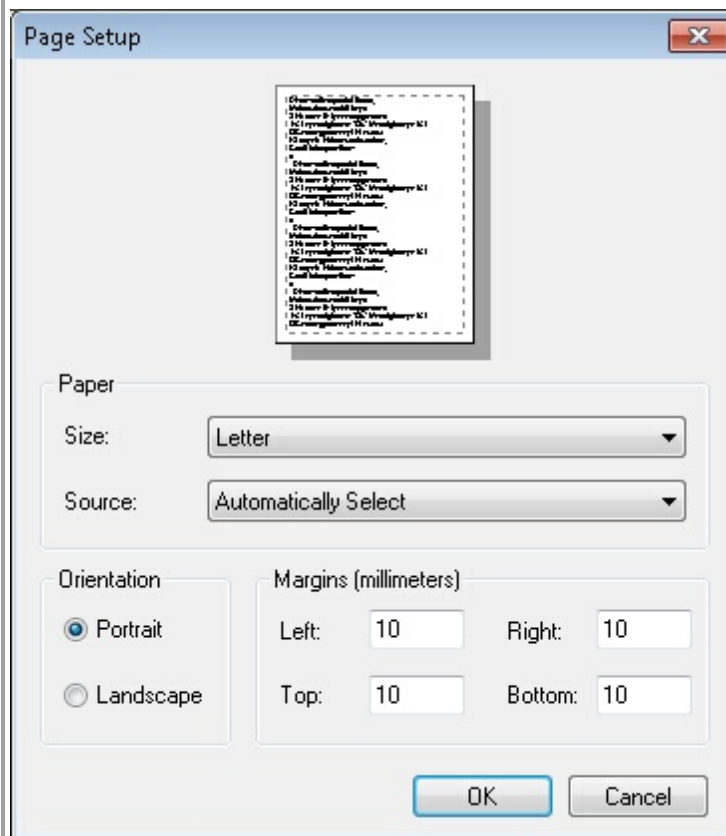 Page Setup
Paper
Size: Letter
Source: Automatically Select
Orientation
Portrait
Landscape
Margins (millimeters)
Left: 10 Right: 10
Top: 10 Bottom: 10
OK Cancel